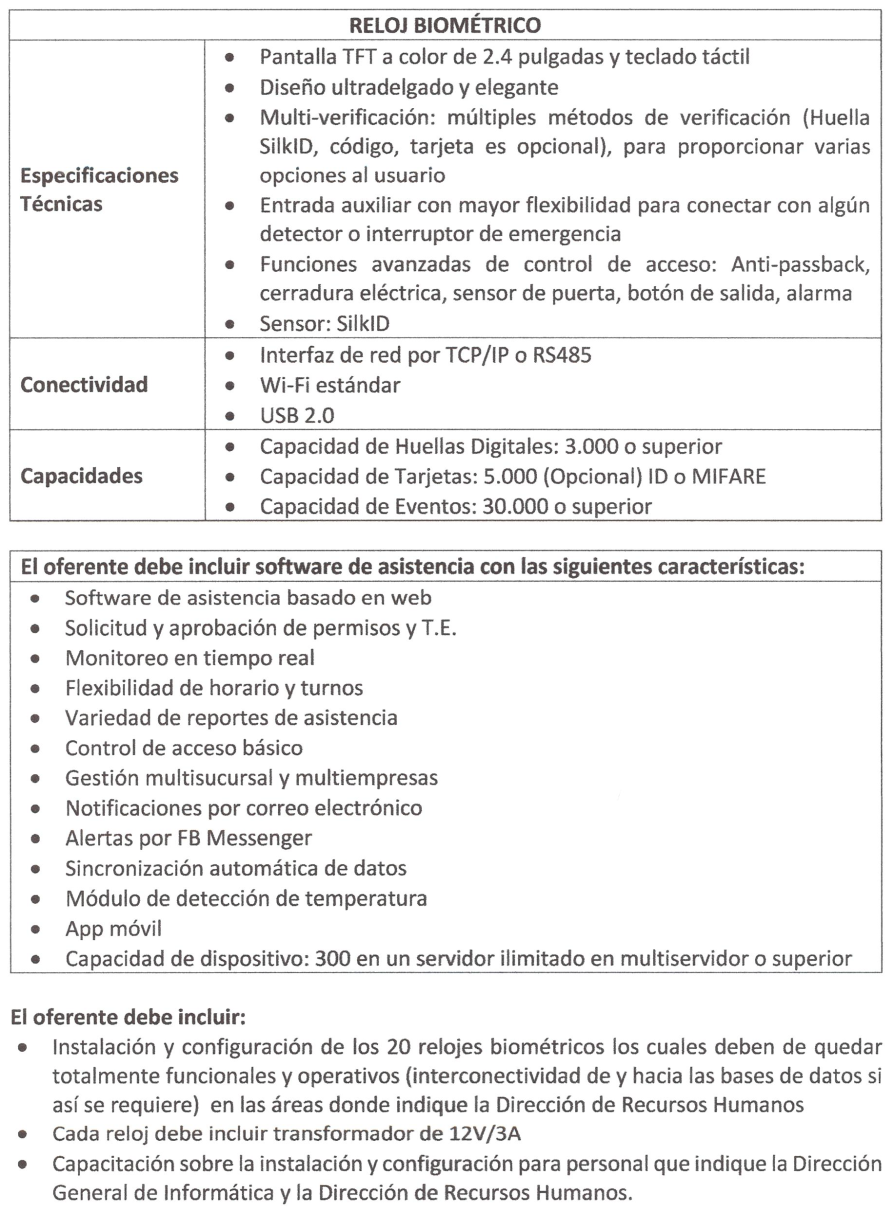 RELOJ BIOMÉTRICO
Especificaciones
Técnicas
• Pantalla TFT a color de 2.4 pulgadas y teclado táctil
• Diseño ultradelgado y elegante
• Multi-verificación: múltiples métodos de verificación (Huella
SilkID, código, tarjeta es opcional), para proporcionar varias
opciones al usuario
• Entrada auxiliar con mayor flexibilidad para conectar con algún
detector o interruptor de emergencia
• Funciones avanzadas de control de acceso: Anti-passback,
cerradura eléctrica, sensor de puerta, botón de salida, alarma
• Sensor: SilkID
Conectividad
• Interfaz de red por TCP/IP o RS485
• Wi-Fi estándar
• USB 2.0
Capacidades
• Capacidad de Huellas Digitales: 3.000 o superior
• Capacidad de Tarjetas: 5.000 (Opcional) ID o MIFARE
• Capacidad de Eventos: 30.000 o superior
El oferente debe incluir software de asistencia con las siguientes características:
• Software de asistencia basado en web
• Solicitud y aprobación de permisos y T.E.
• Monitoreo en tiempo real
• Flexibilidad de horario y turnos
• Variedad de reportes de asistencia
• Control de acceso básico
• Gestión multisucursal y multiempresas
• Notificaciones por correo electrónico
• Alertas por FB Messenger
• Sincronización automática de datos
• Módulo de detección de temperatura
• App móvil
• Capacidad de dispositivo: 300 en un servidor ilimitado en multiservidor o superior
El oferente debe incluir:
• Instalación y configuración de los 20 relojes biométricos los cuales deben de quedar
totalmente funcionales y operativos (interconectividad de y hacia las bases de datos si
así se requiere) en las áreas donde indique la Dirección de Recursos Humanos
• Cada reloj debe incluir transformador de 12V/3A
• Capacitación sobre la instalación y configuración para personal que indique la Dirección
General de Informática y la Dirección de Recursos Humanos.